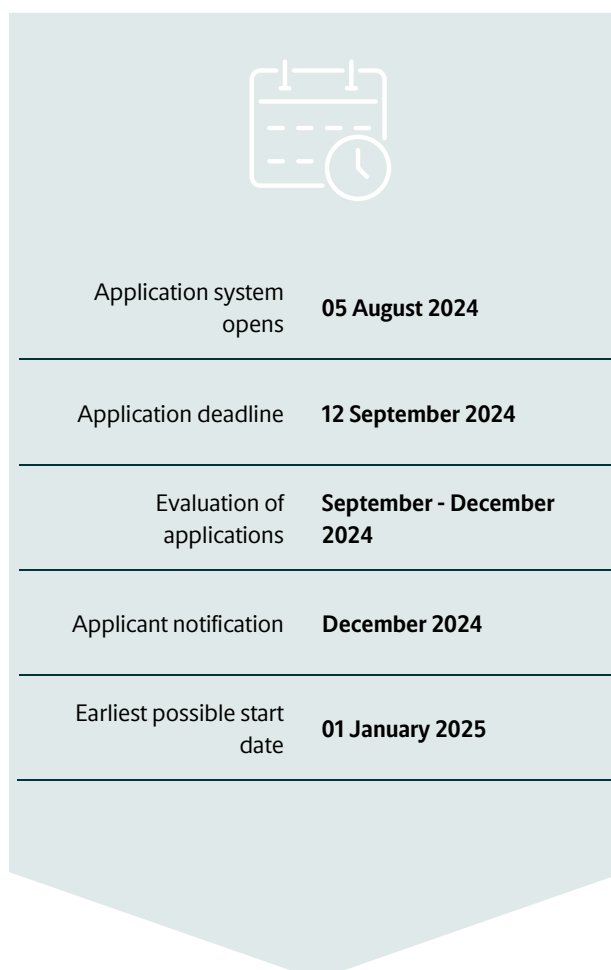 Application system
opens
05 August 2024
Application deadline
12 September 2024
Evaluation of
applications
September - December
2024
Applicant notification
December 2024
Earliest possible start
date
01 January 2025